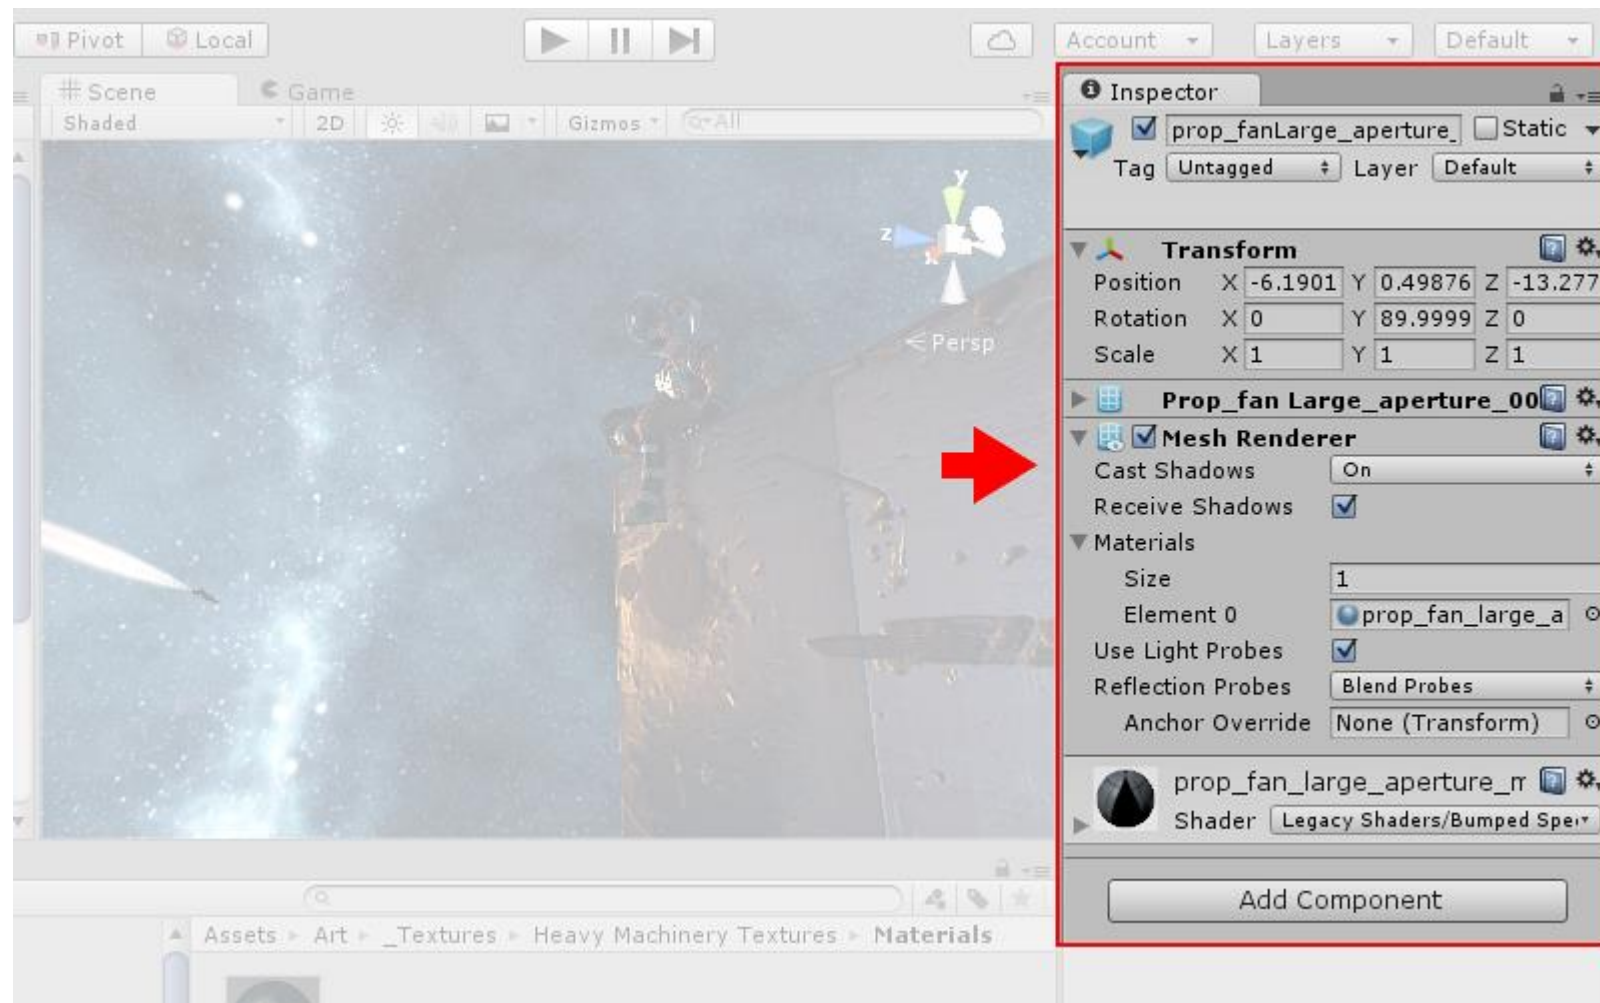 Pivot Local Account Layers Default
Scene Game
Shaded 2D Gizmos All
y
z
x
Persp
Inspector
prop_fanLarge_aperture_ Static
Tag Untagged Layer Default
Transform
Position X -6.1901 Y 0.49876 Z -13.277
Rotation X 0 Y 89.9999 Z 0
Scale X 1 Y 1 Z 1
Prop_fan Large_aperture_00
Mesh Renderer
Cast Shadows On
Receive Shadows
Materials
Size 1
Element 0 prop_fan_large_a
Use Light Probes
Reflection Probes Blend Probes
Anchor Override None (Transform)
prop_fan_large_aperture_m
Shader Legacy Shaders/Bumped Spe
Add Component
Assets Art _Textures Heavy Machinery Textures Materials